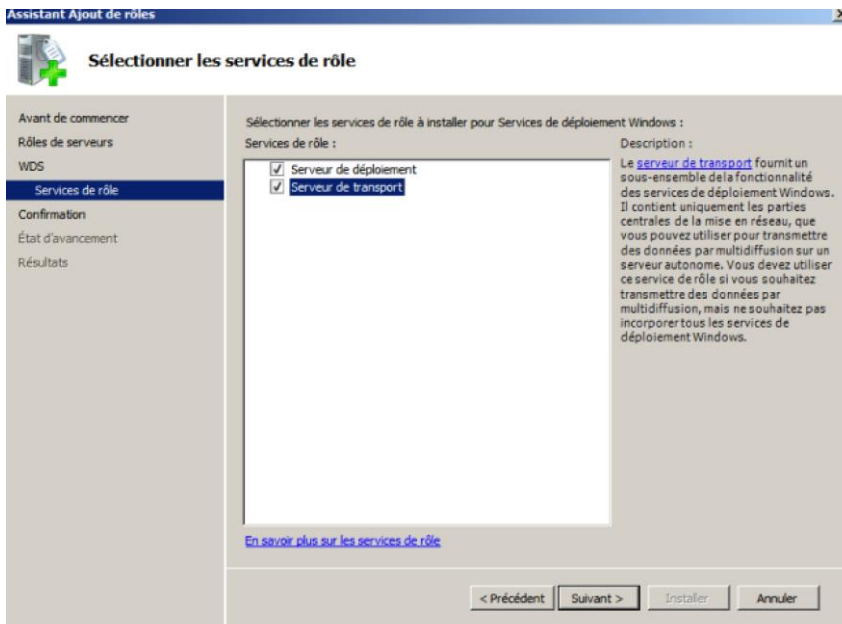 Assistant Ajout de rôles
Sélectionner les services de rôle
Avant de commencer
Rôles de serveurs
WDS
Services de rôle
Confirmation
État d'avancement
Résultats
Sélectionner les services de rôle à installer pour Services de déploiement Windows :
Services de rôle :
Serveur de déploiement
Serveur de transport
Description :
Le serveur de transport fournit un
sous-ensemble dela fonctionnalité
des services de déploiement Windows.
Il contient uniquement les parties
centrales de la mise en réseau, que
vous pouvez utiliser pour transmettre
des données par multidiffusion sur un
serveur autonome. Vous devez utiliser
ce service de rôle si vous souhaitez
transmettre des données par
multidiffusion, mais ne souhaitez pas
incorporer tous les services de
déploiement Windows.
En savoir plus sur les services de rôle
< Précédent
Suivant >
Installer
Annuler